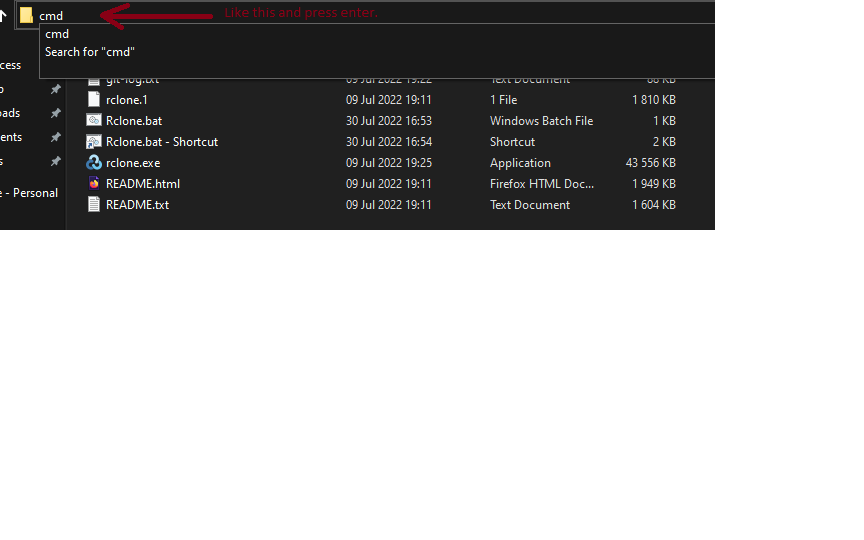 cmd Like this and press enter.
cmd
Search for "cmd"
cess
git-log.txt 09 Jul 2022 19:22 Text Document 88 KB
rclone.1 09 Jul 2022 19:11 1 File 1 810 KB
Rclone.bat 30 Jul 2022 16:53 Windows Batch File 1 KB
oads
ents Rclone.bat - Shortcut 30 Jul 2022 16:54 Shortcut 2 KB
s rclone.exe 09 Jul 2022 19:25 Application 43 556 KB
README.html 09 Jul 2022 19:11 Firefox HTML Doc... 1 949 KB
e - Personal
README.txt 09 Jul 2022 19:11 Text Document 1 604 KB